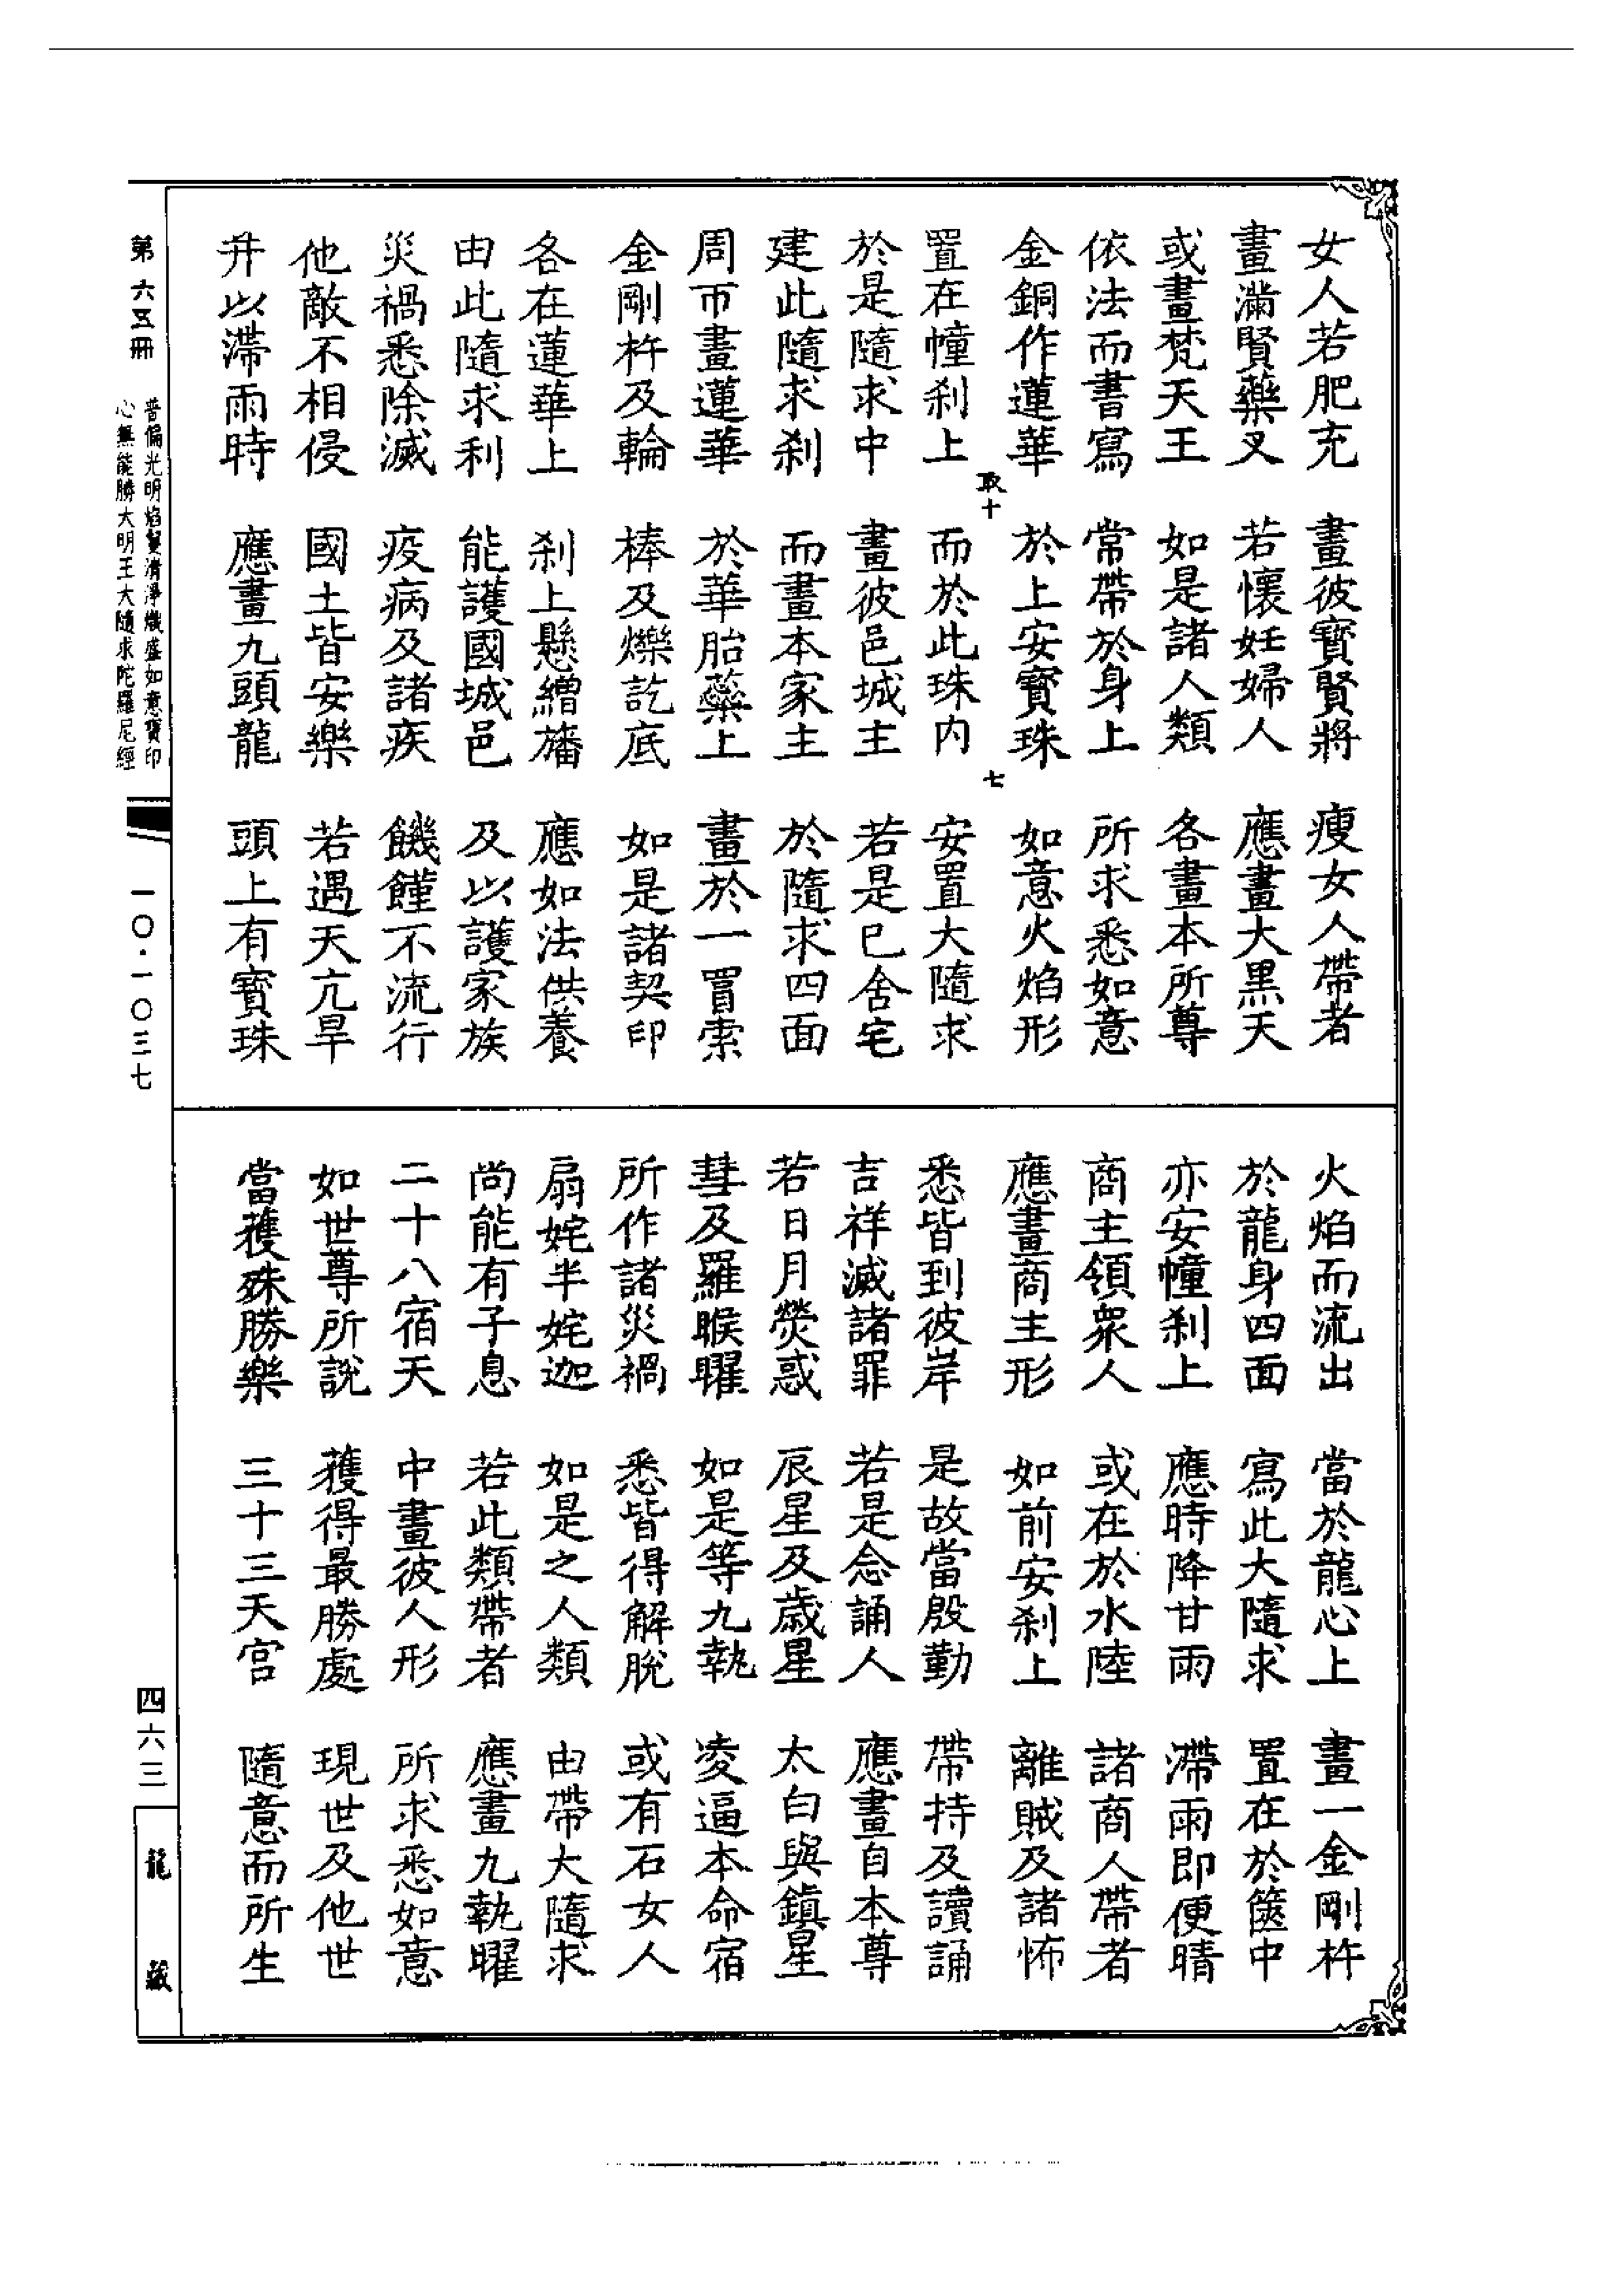 女人若肥充　畫彼寶賢將　瘦女人帶者
畫滿賢藥叉　若懷妊婦人　應畫大黑天
或畫梵天王　如是諸人類　各畫本所尊
依法而書寫　常帶於身上　所求悉如意
金銅作蓮華　於上安寶珠　如意火焰形
取十　七
置在幢刹上　而於此珠內　安置大隨求
於是隨求中　畫彼邑城主　若是已舍宅
建此隨求刹　而畫本家主　於隨求四面
周帀畫蓮華　於華胎蘂上　畫於一罥索
金剛杵及輪　棒及爍訖底　如是諸契印
各在蓮華上　刹上懸繒旛　應如法供養
由此隨求利　能護國城邑　及以護家族
災禍悉除滅　疫病及諸疾　饑饉不流行
他敵不相侵　國土皆安樂　若遇天亢旱
幷以滯雨時　應畫九頭龍　頭上有寶珠
火焰而流出　當於龍心上　畫一金剛杵
於龍身四面　寫此大隨求　置在於篋中
亦安幢刹上　應時降甘雨　滯雨即便晴
商主領衆人　或在於水陸　諸商人帶者
應畫商主形　如前安刹上　離賊及諸怖
悉皆到彼岸　是故當殷勤　帶持及讀誦
吉祥滅諸罪　若是念誦人　應畫自本尊
若日月熒惑　辰星及歲星　太白與鎮星
彗及羅睺曜　如是等九執　凌逼本命宿
所作諸災禍　悉皆得解脫　或有石女人
扇姹半姹迦　如是之人類　由帶大隨求
尚能有子息　若此類帶者　應畫九執曜
二十八宿天　中畫彼人形　所求悉如意
如世尊所說　獲得最勝處　現世及他世
當獲殊勝樂　三十三天宮　隨意而所生
第六五冊
普徧光明焰鬘清淨熾盛如意寶印
心無能勝大明王大隨求陀羅尼經
一〇·一〇三七
四六三
龍藏